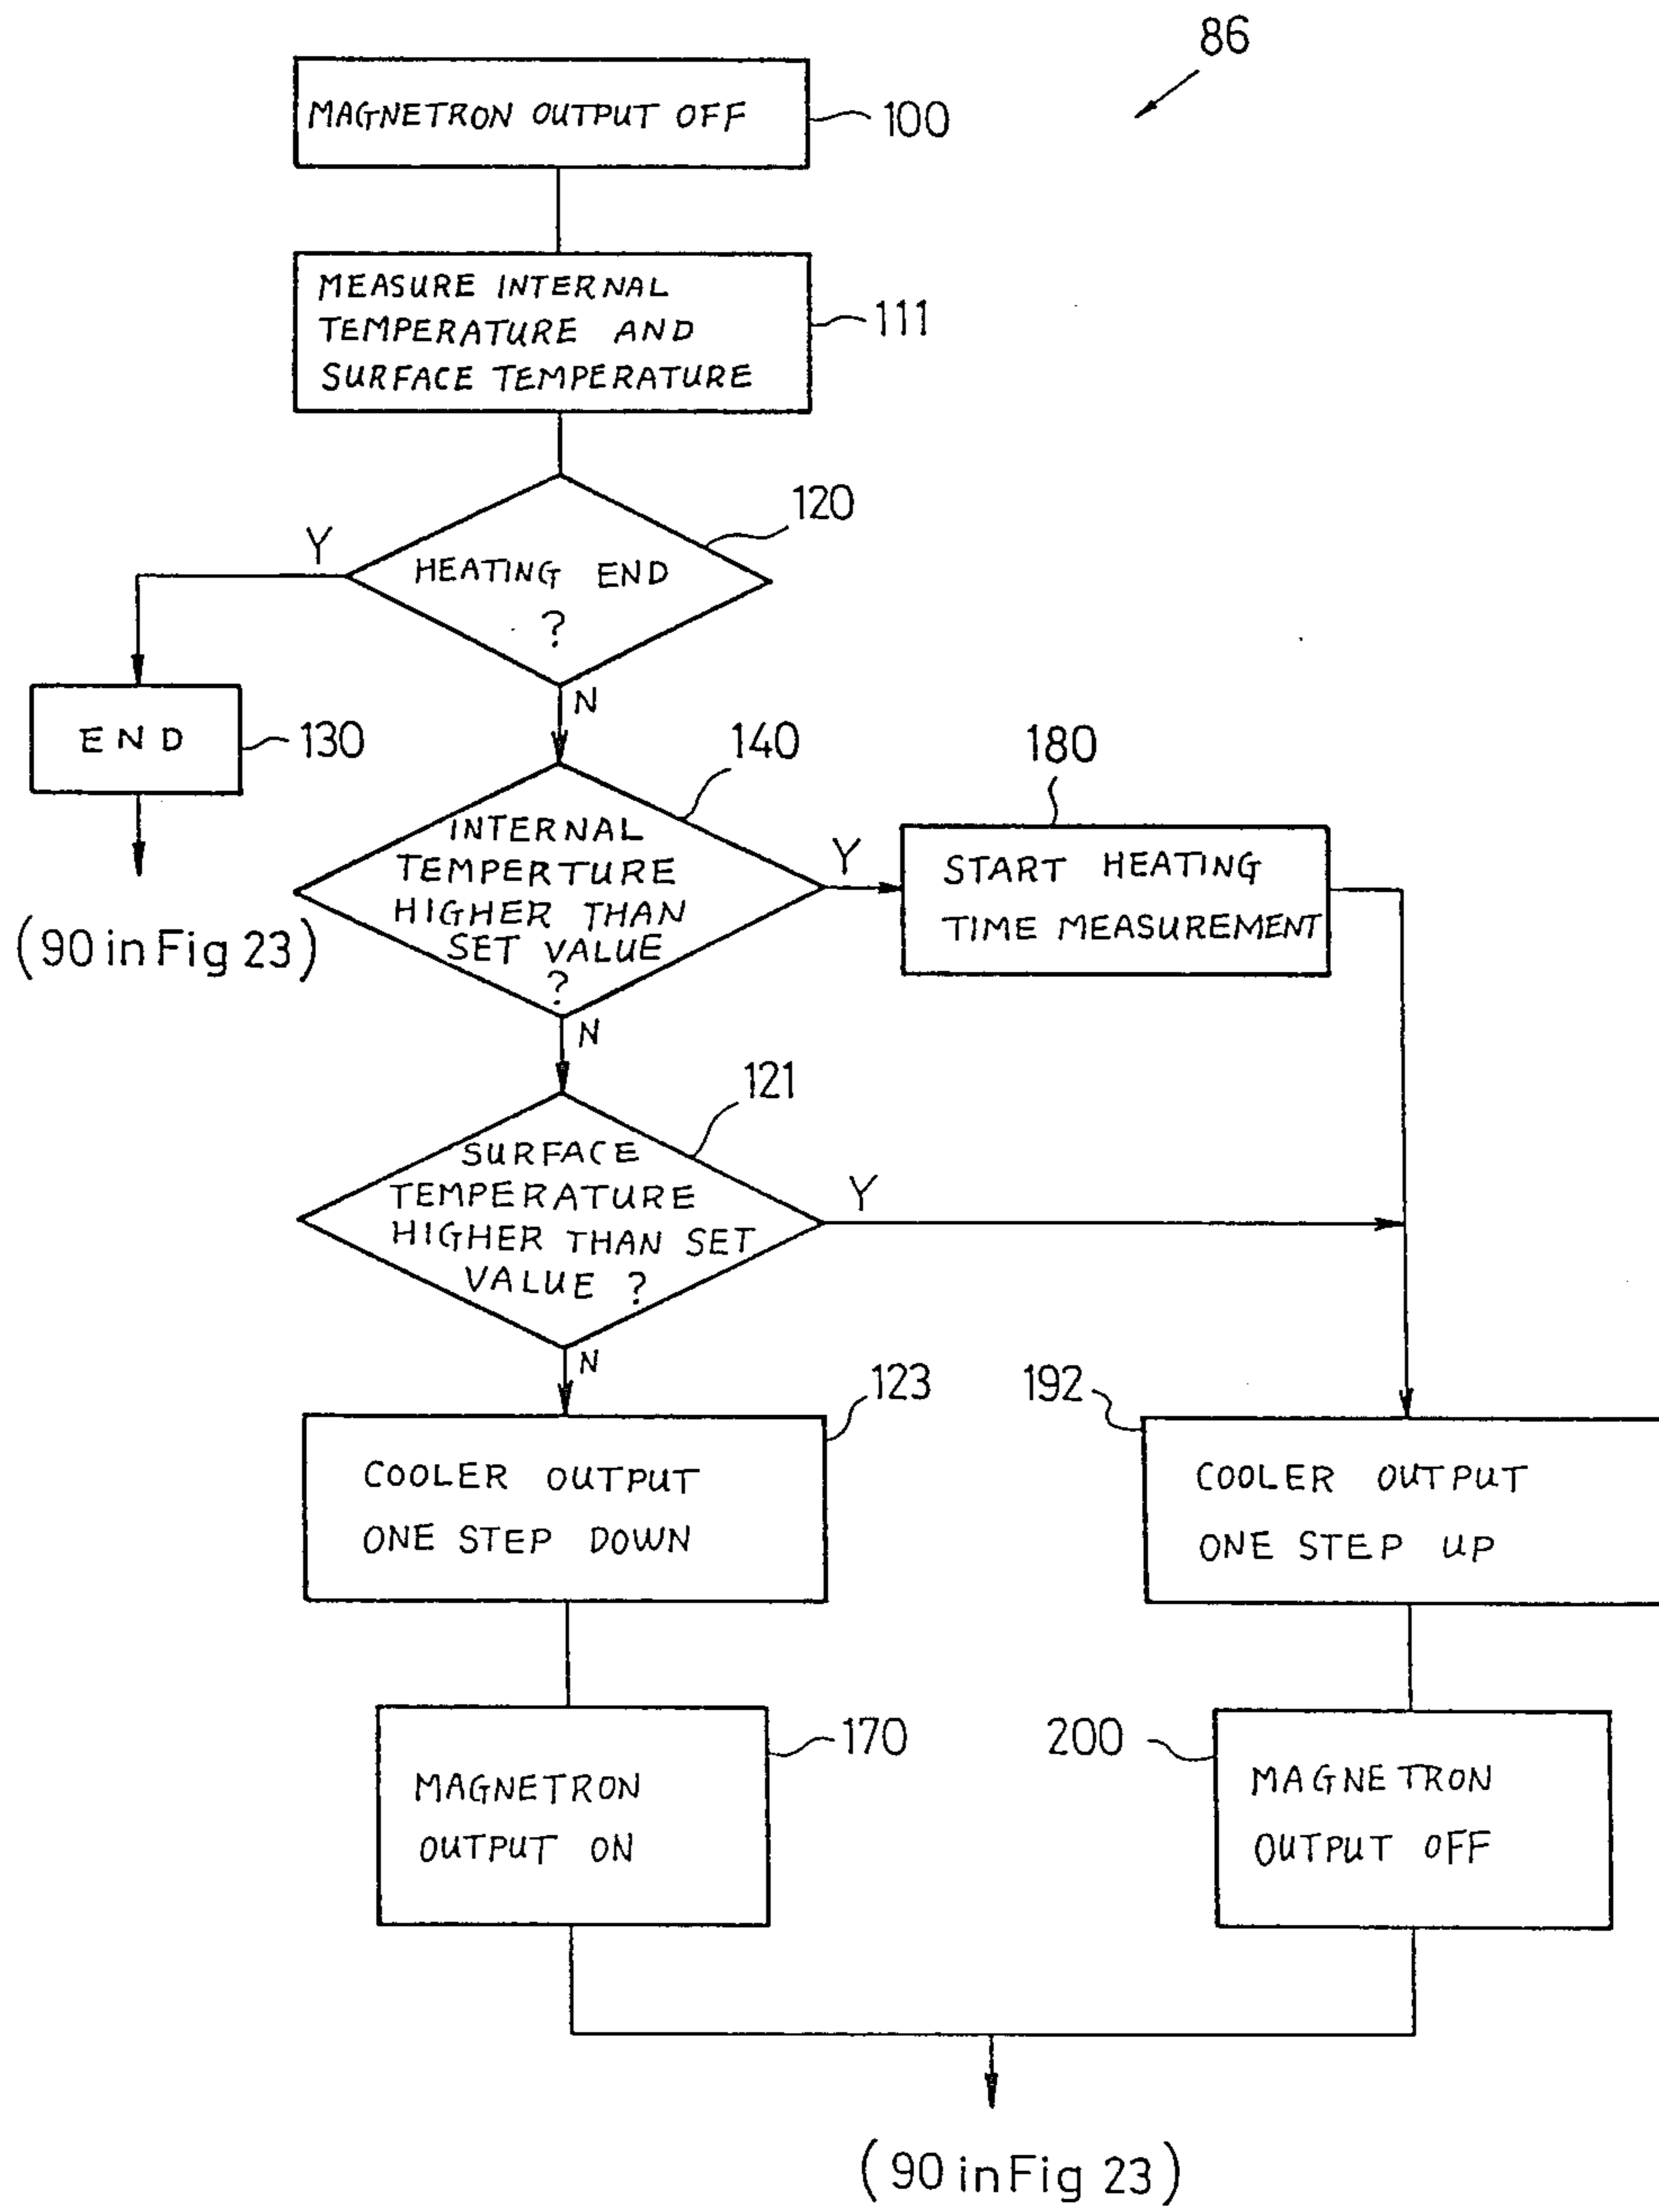 86
MAGNETRON OUTPUT OFF
100
MEASURE INTERNAL
TEMPERATURE AND
SURFACE TEMPERATURE
111
120
Y
HEATING END
?
N
END
130
(90 in Fig 23)
140
INTERNAL
TEMPERTURE
HIGHER THAN
SET VALUE
?
Y
N
180
START HEATING
TIME MEASUREMENT
121
SURFACE
TEMPERATURE
HIGHER THAN SET
VALUE ?
Y
N
123
COOLER OUTPUT
ONE STEP DOWN
192
COOLER OUTPUT
ONE STEP UP
170
MAGNETRON
OUTPUT ON
200
MAGNETRON
OUTPUT OFF
(90 in Fig 23)